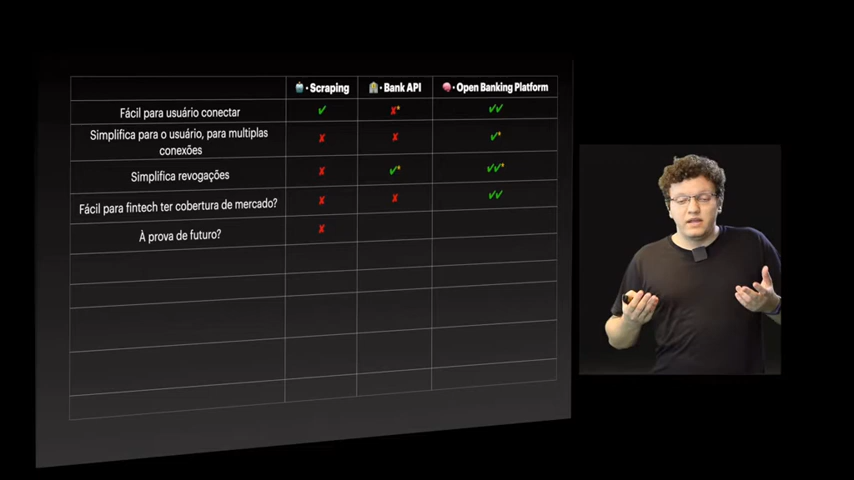 · Scraping
· Bank API
· Open Banking Platform
Fácil para usuário conectar
✓
✘*
✓✓
Simplifica para o usuário, para multiplas
conexões
✘
✘
✓*
Simplifica revogações
✘
✓*
✓✓*
Fácil para fintech ter cobertura de mercado?
✘
✘
✓✓
À prova de futuro?
✘